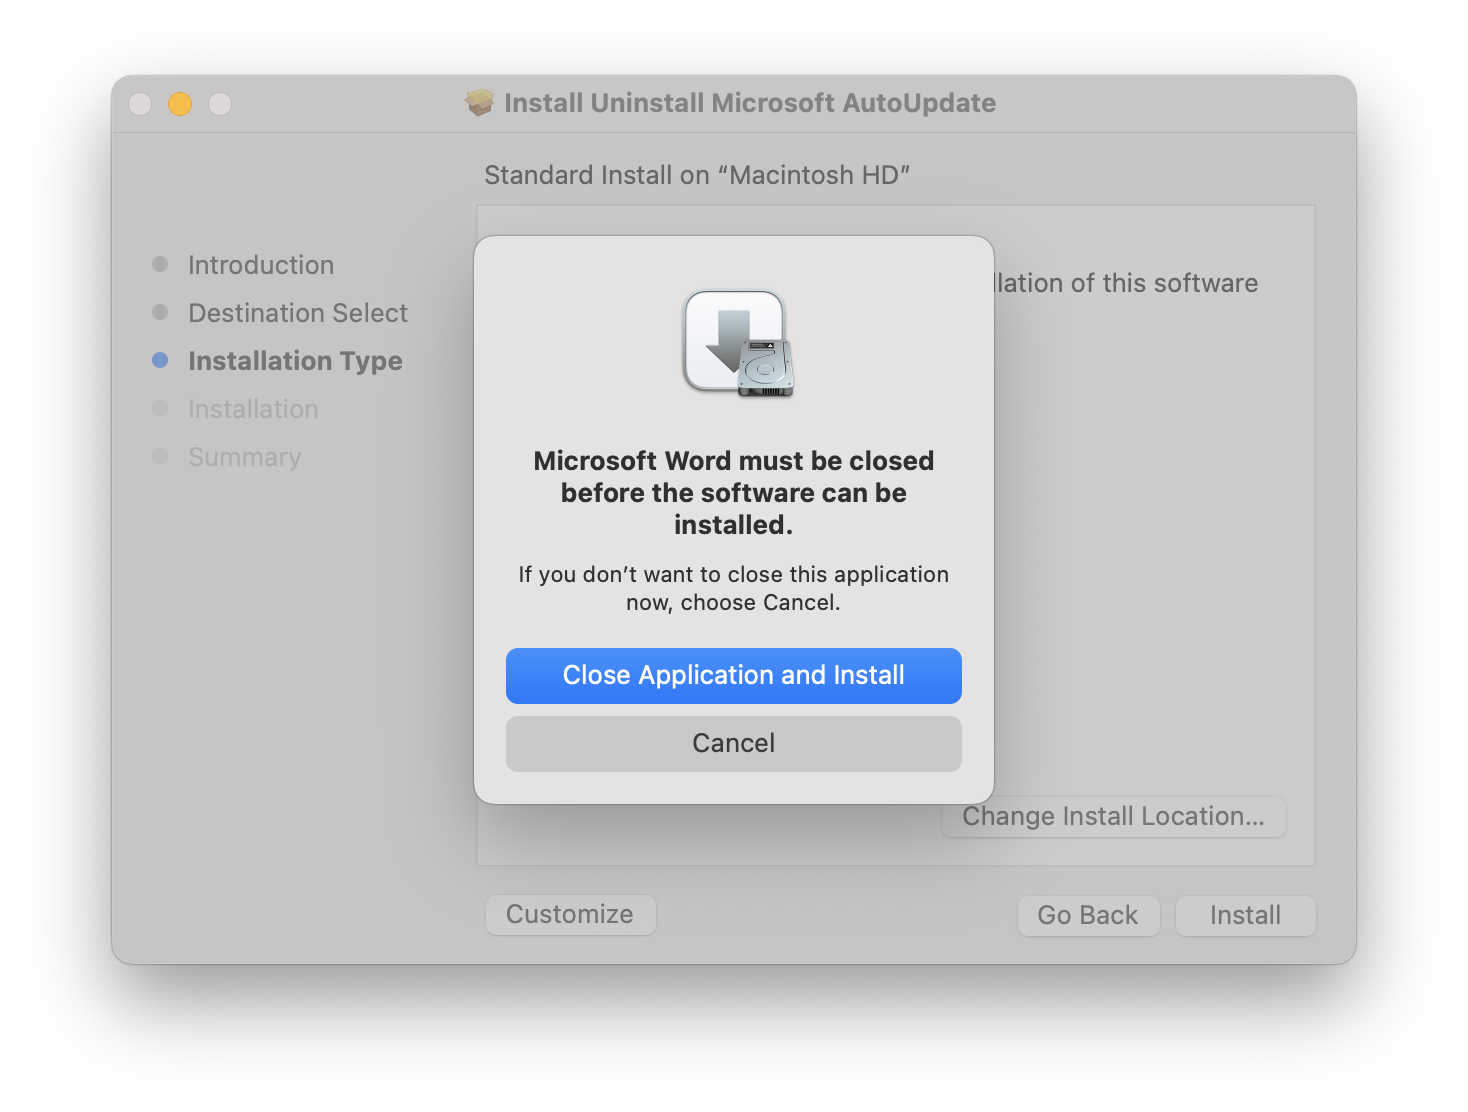 Install Uninstall Microsoft AutoUpdate
Standard Install on “Macintosh HD”
Introduction
Destination Select
Installation Type
Installation
Summary
of this software
Microsoft Word must be closed
before the software can be
installed.
If you don’t want to close this application
now, choose Cancel.
Close Application and Install
Cancel
Change Install Location...
Customize
Go Back
Install